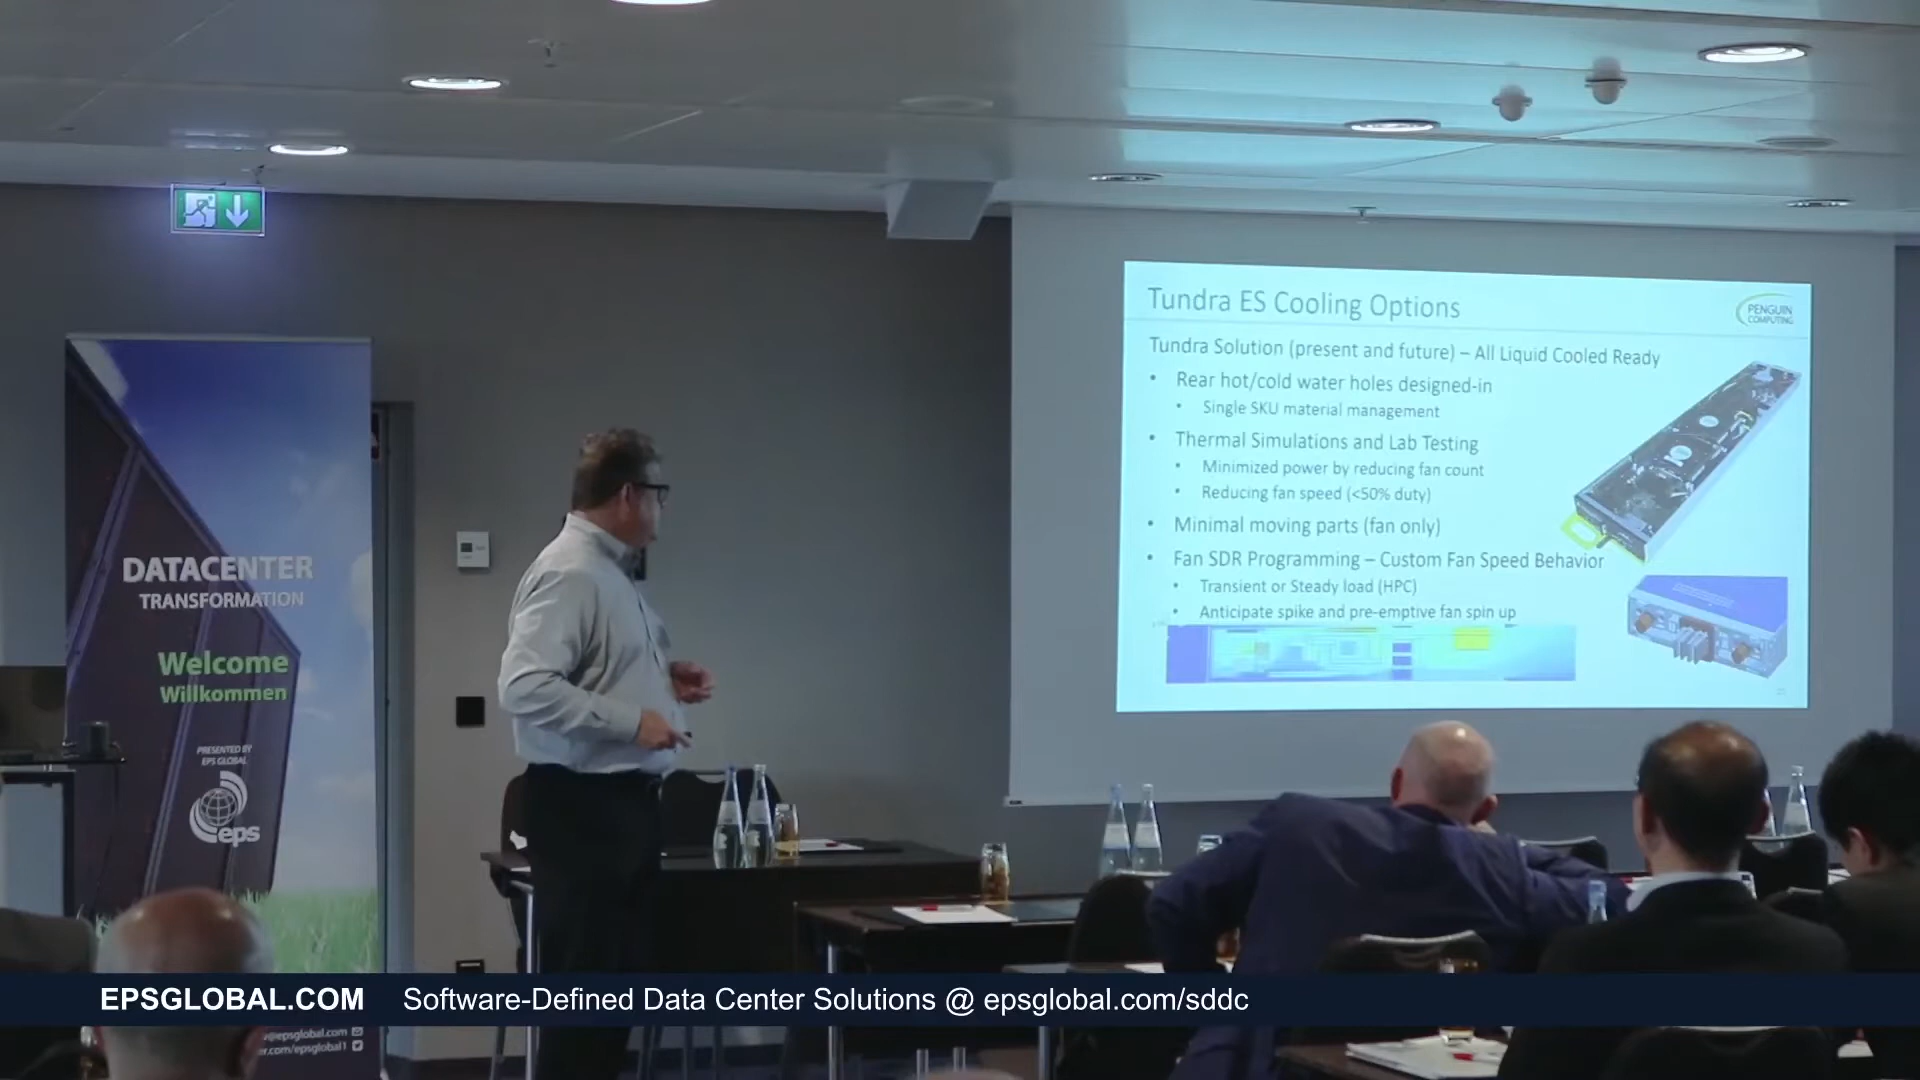 Tundra ES Cooling Options
PENGUIN
COMPUTING
Tundra Solution (present and future) – All Liquid Cooled Ready
• Rear hot/cold water holes designed-in
• Single SKU material management
• Thermal Simulations and Lab Testing
• Minimized power by reducing fan count
• Reducing fan speed (<50% duty)
• Minimal moving parts (fan only)
• Fan SDR Programming – Custom Fan Speed Behavior
• Transient or Steady load (HPC)
• Anticipate spike and pre-emptive fan spin up
DATACENTER
TRANSFORMATION
Welcome
Willkommen
PRESENTED BY
EPS GLOBAL
eps
EPSGLOBAL.COM Software-Defined Data Center Solutions @ epsglobal.com/sddc
@epsglobal.com
.com/epsglobal1